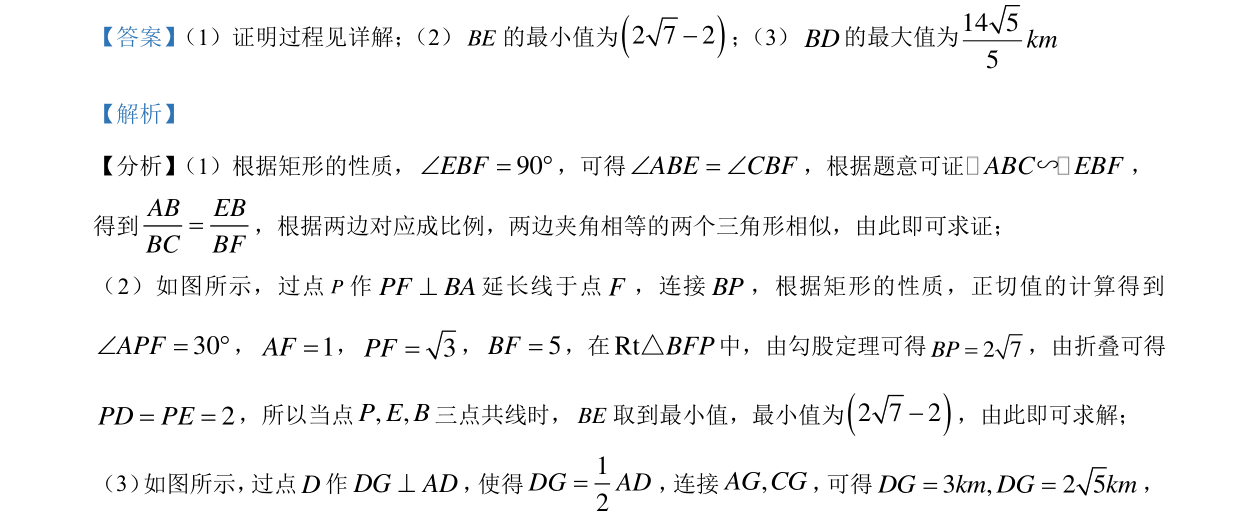 【答案】（1）证明过程见详解；（2）BE 的最小值为(2√7 − 2)；（3）BD 的最大值为 14√5/5 km
【解析】
【分析】（1）根据矩形的性质，∠EBF = 90°，可得∠ABE = ∠CBF，根据题意可证□ABC∽□EBF，
得到 AB/BC = EB/BF，根据两边对应成比例，两边夹角相等的两个三角形相似，由此即可求证；
（2）如图所示，过点 P 作 PF ⊥ BA 延长线于点 F，连接 BP，根据矩形的性质，正切值的计算得到
∠APF = 30°，AF = 1，PF = √3，BF = 5，在 Rt△BFP 中，由勾股定理可得 BP = 2√7，由折叠可得
PD = PE = 2，所以当点 P, E, B 三点共线时，BE 取到最小值，最小值为(2√7 − 2)，由此即可求解；
（3）如图所示，过点 D 作 DG ⊥ AD，使得 DG = 1/2 AD，连接 AG, CG，可得 DG = 3km, DG = 2√5km，